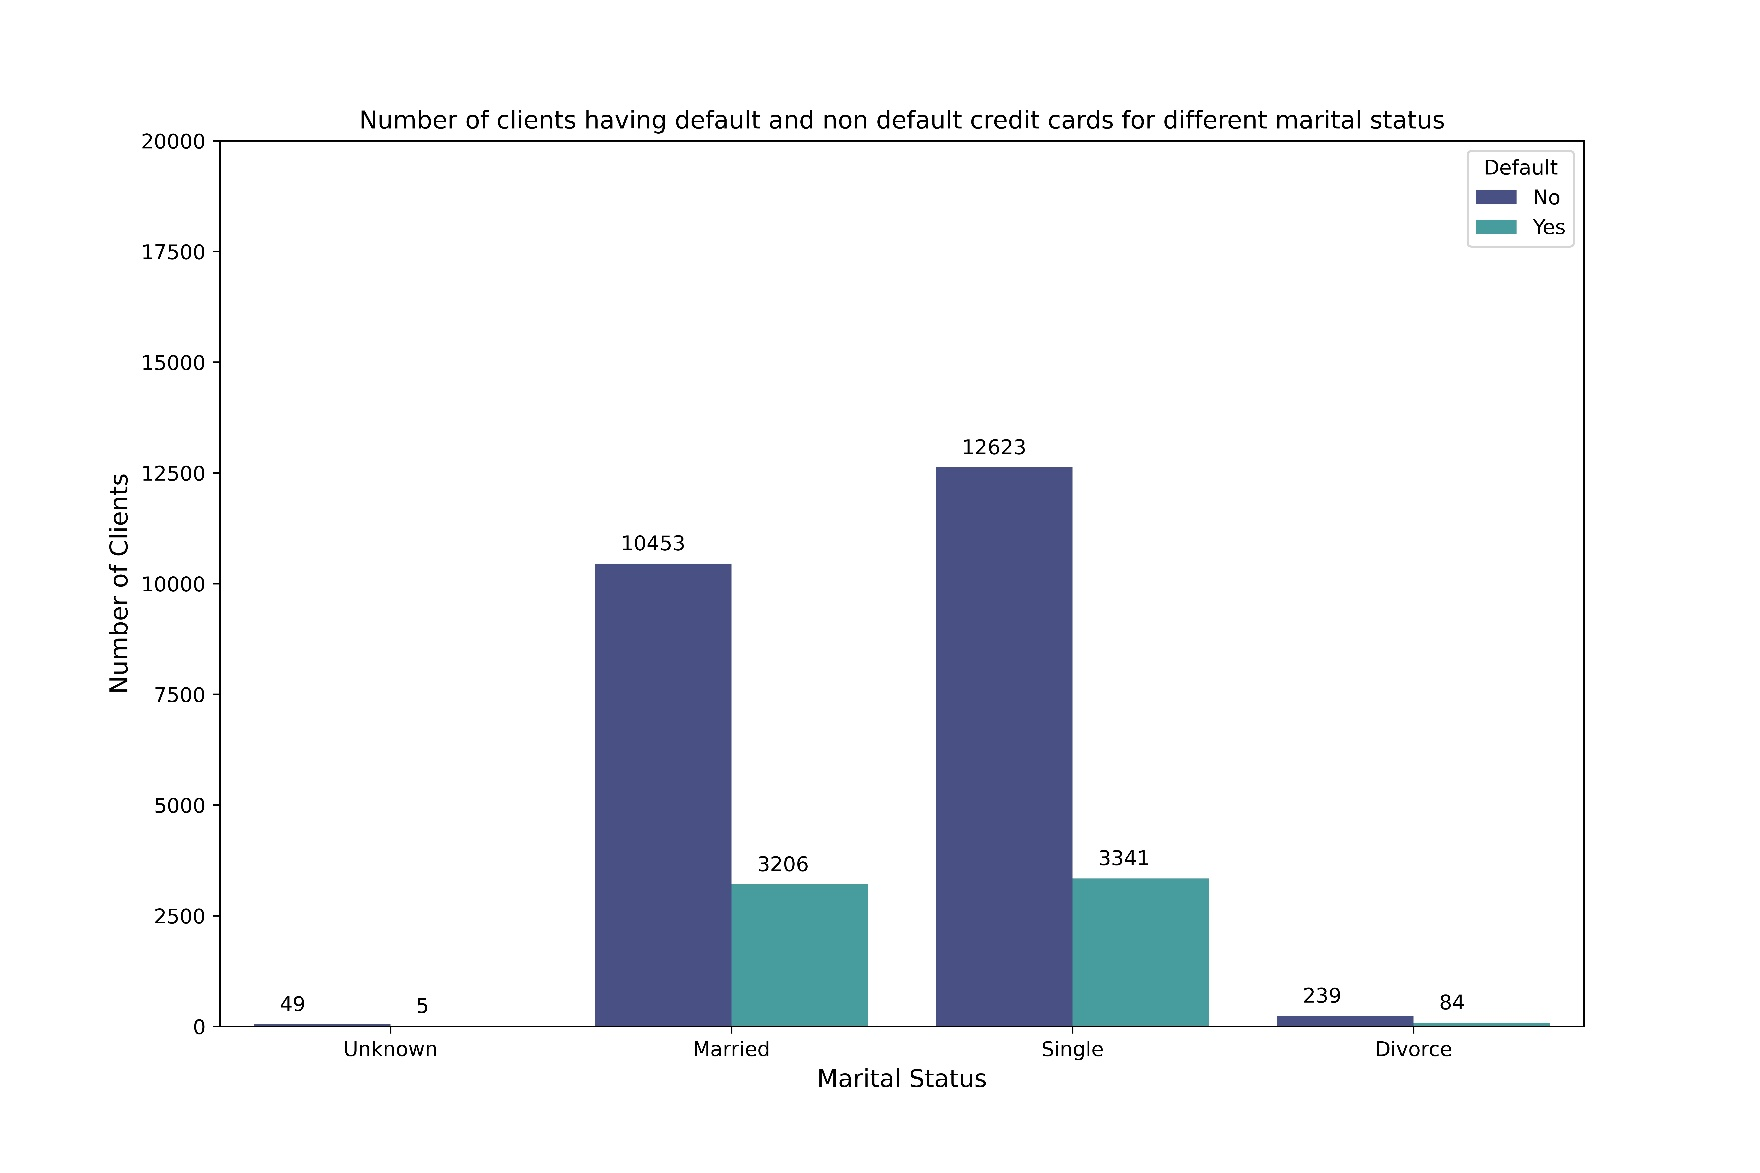 Number of clients having default and non default credit cards for different marital status
20000
17500
15000
12500
10000
7500
5000
2500
0
Number of Clients
Default
No
Yes
49
5
10453
3206
12623
3341
239
84
Unknown
Married
Single
Divorce
Marital Status